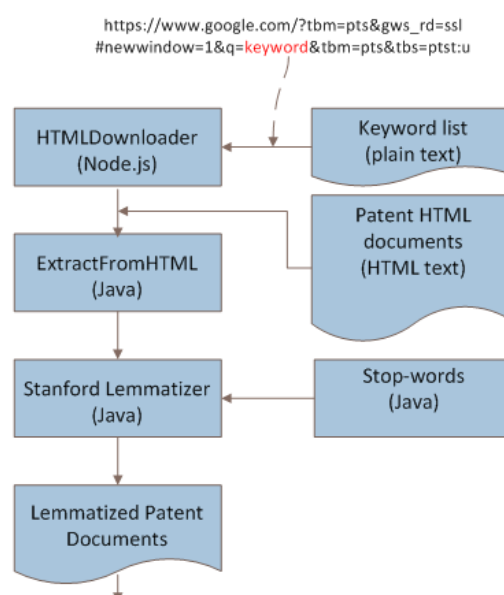 https://www.google.com/?tbm=pts&gws_rd=ssl
#newwindow=1&q=keyword&tbm=pts&tbs=ptst:u
HTMLDownloader
(Node.js)
Keyword list
(plain text)
Patent HTML
documents
(HTML text)
ExtractFromHTML
(Java)
Stanford Lemmatizer
(Java)
Stop-words
(Java)
Lemmatized Patent
Documents